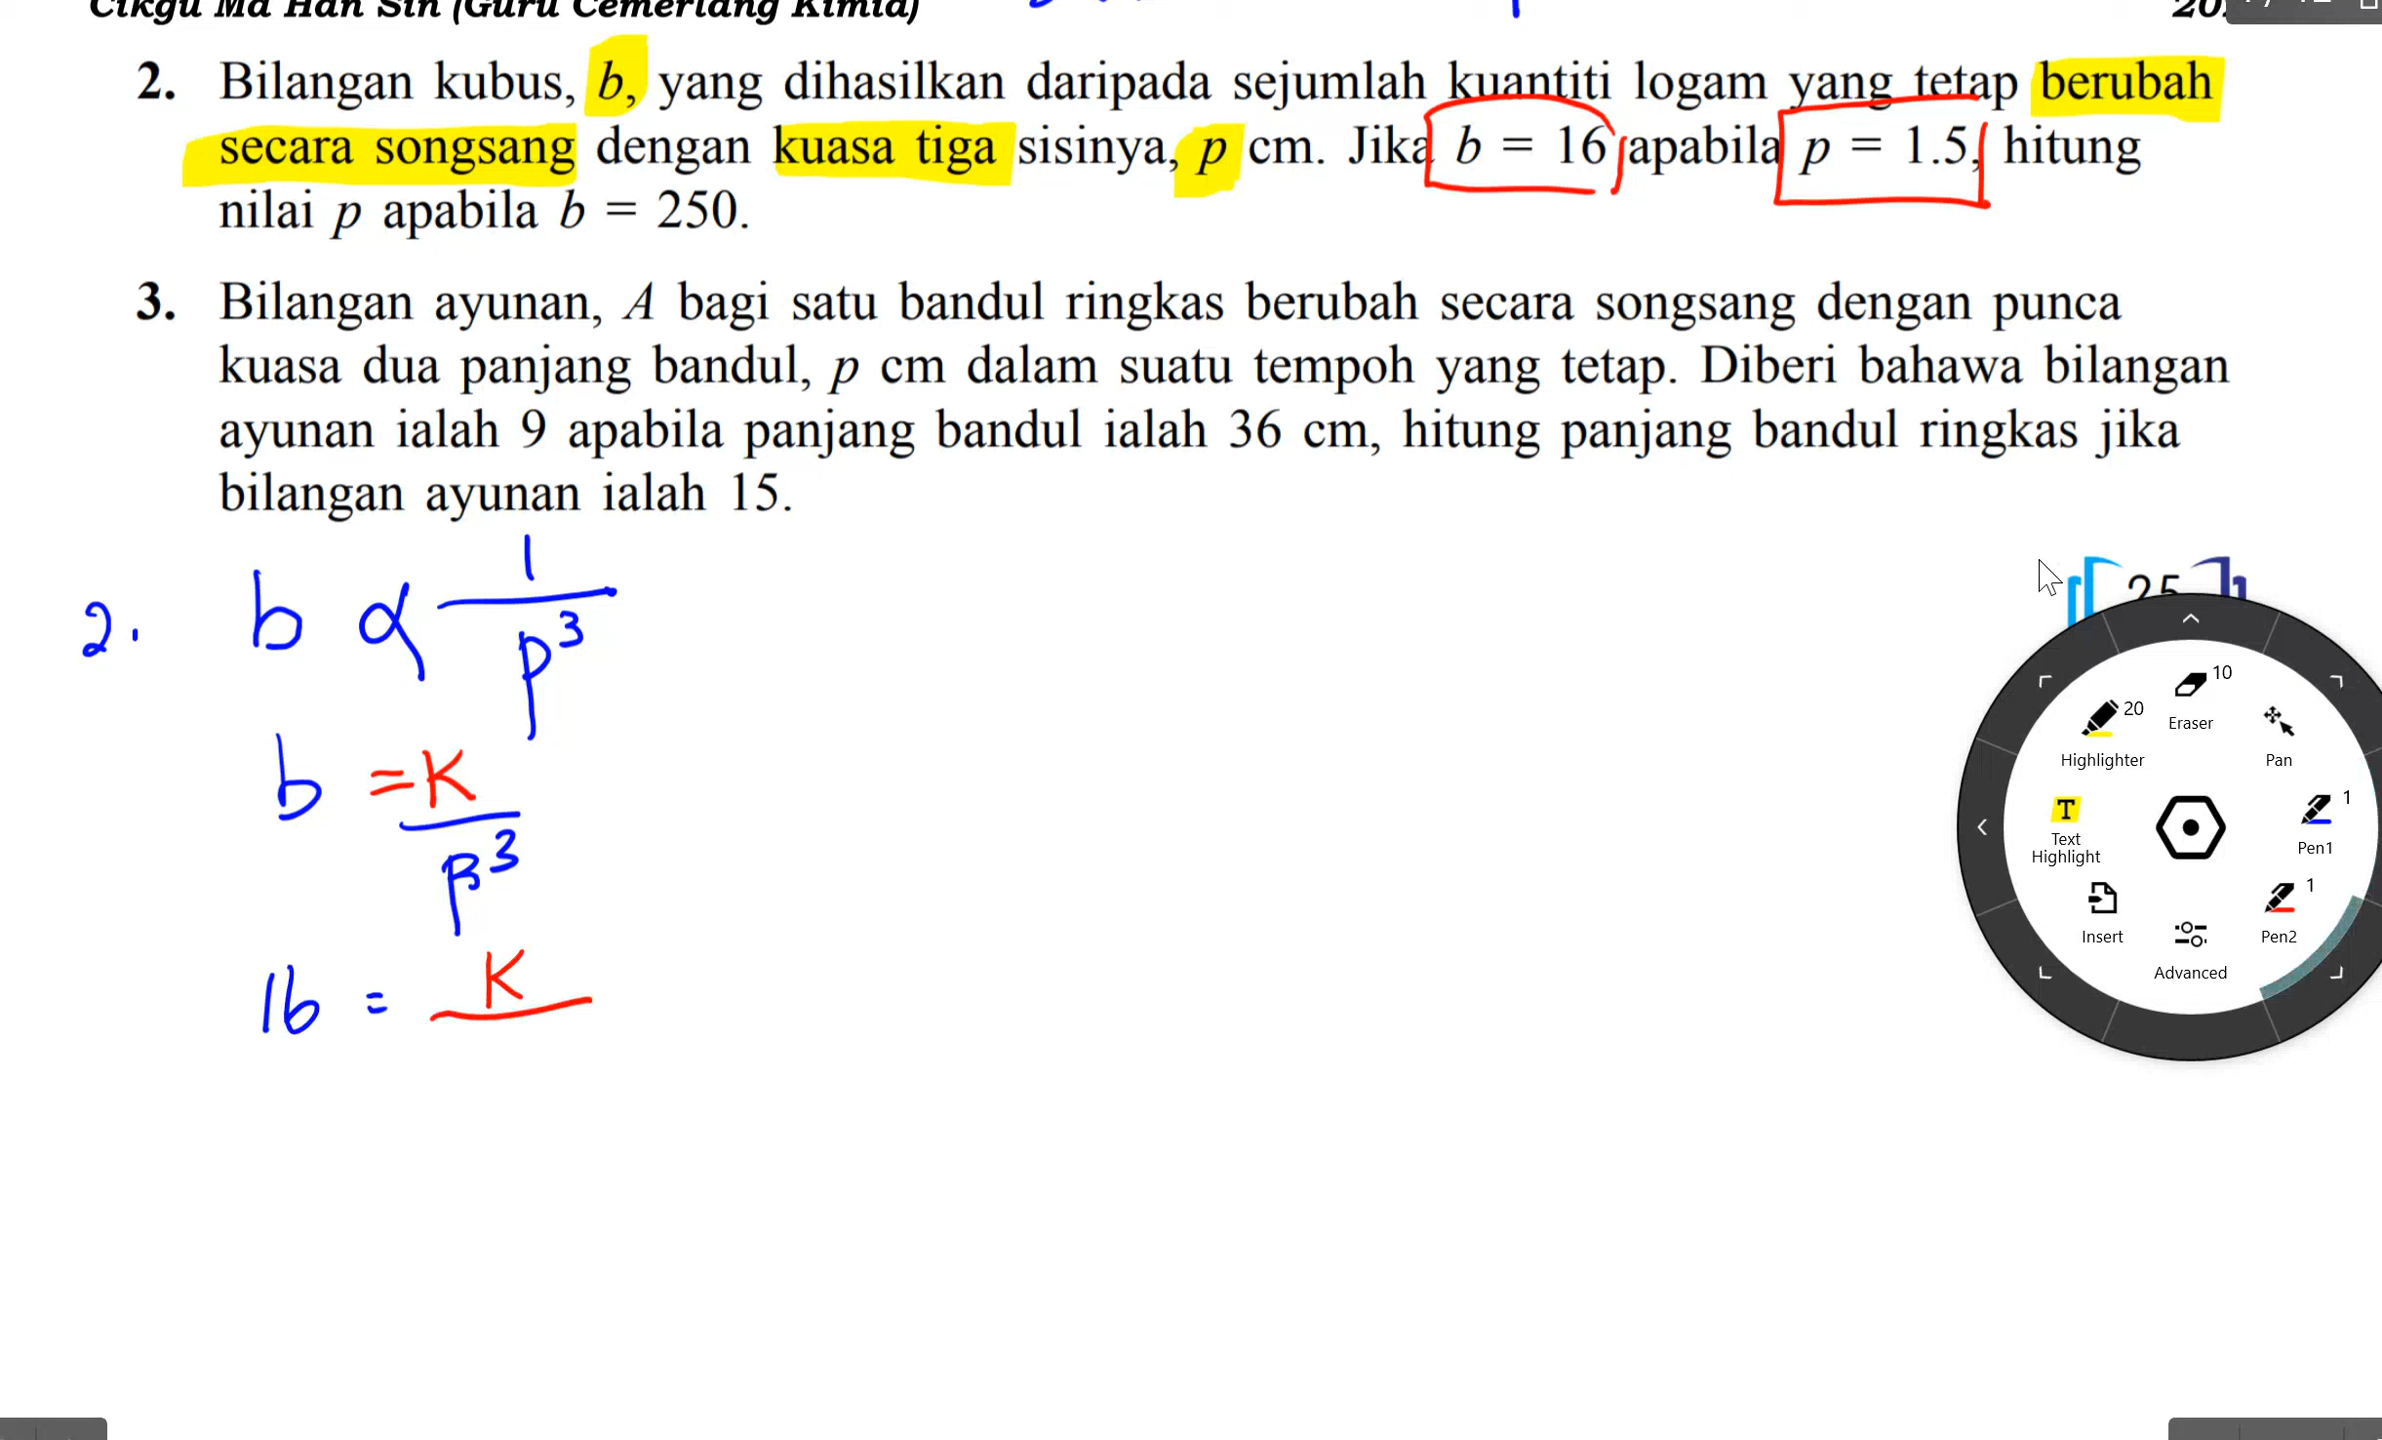 Cikgu Ma Han Sin (Guru Cemerlang Kimia)
2. Bilangan kubus, b, yang dihasilkan daripada sejumlah kuantiti logam yang tetap berubah
secara songsang dengan kuasa tiga sisinya, p cm. Jika b = 16 apabila p = 1.5, hitung
nilai p apabila b = 250.
3. Bilangan ayunan, A bagi satu bandul ringkas berubah secara songsang dengan punca
kuasa dua panjang bandul, p cm dalam suatu tempoh yang tetap. Diberi bahawa bilangan
ayunan ialah 9 apabila panjang bandul ialah 36 cm, hitung panjang bandul ringkas jika
bilangan ayunan ialah 15.
2. b ∝ 1/p³
b = K/p³
16 = K
25
10
Eraser
20
Highlighter
Pan
T
Text
Highlight
1
Pen1
Insert
1
Pen2
Advanced